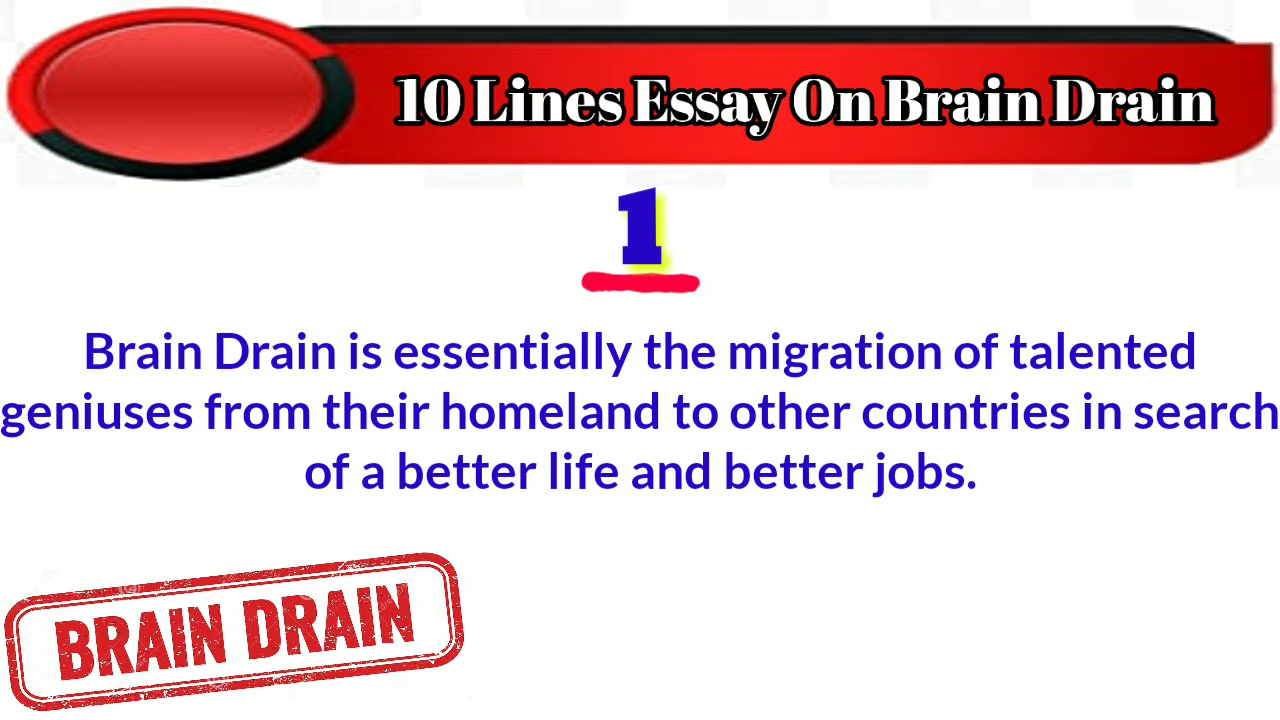 10 Lines Essay On Brain Drain
1
Brain Drain is essentially the migration of talented
geniuses from their homeland to other countries in search
of a better life and better jobs.
BRAIN DRAIN